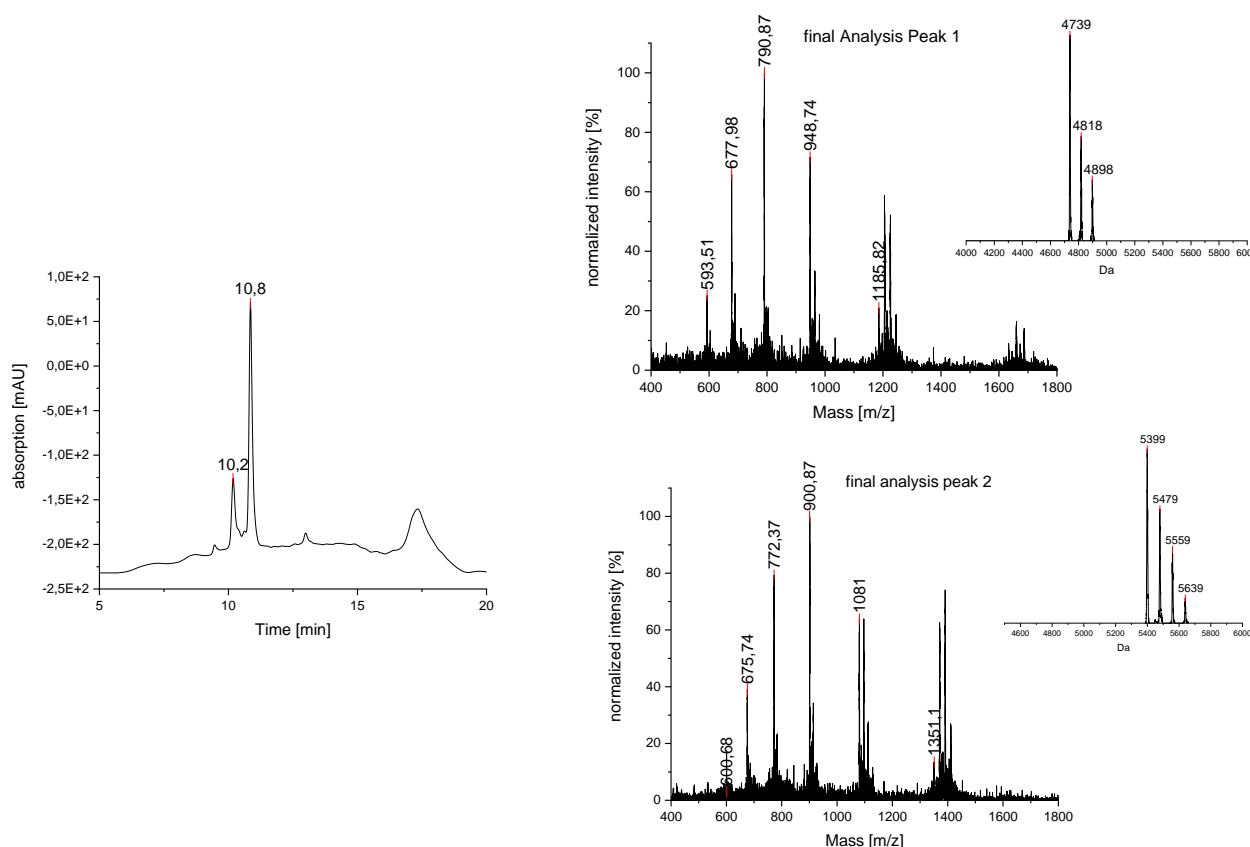 absorption [mAU]
1,0E+2
5,0E+1
0,0E+0
-5,0E+1
-1,0E+2
-1,5E+2
-2,0E+2
-2,5E+2
10,2
10,8
5 10 15 20
Time [min]
final Analysis Peak 1
normalized intensity [%]
100
80
60
40
20
0
593,51
677,98
790,87
948,74
1185,82
400 600 800 1000 1200 1400 1600 1800
Mass [m/z]
4739
4818
4898
4000 4200 4400 4600 4800 5000 5200 5400 5600 5800 6000
Da
final analysis peak 2
normalized intensity [%]
100
80
60
40
20
0
600,68
675,74
772,37
900,87
1081
1351,1
400 600 800 1000 1200 1400 1600 1800
Mass [m/z]
5399
5479
5559
5639
4600 4800 5000 5200 5400 5600 5800 6000
Da